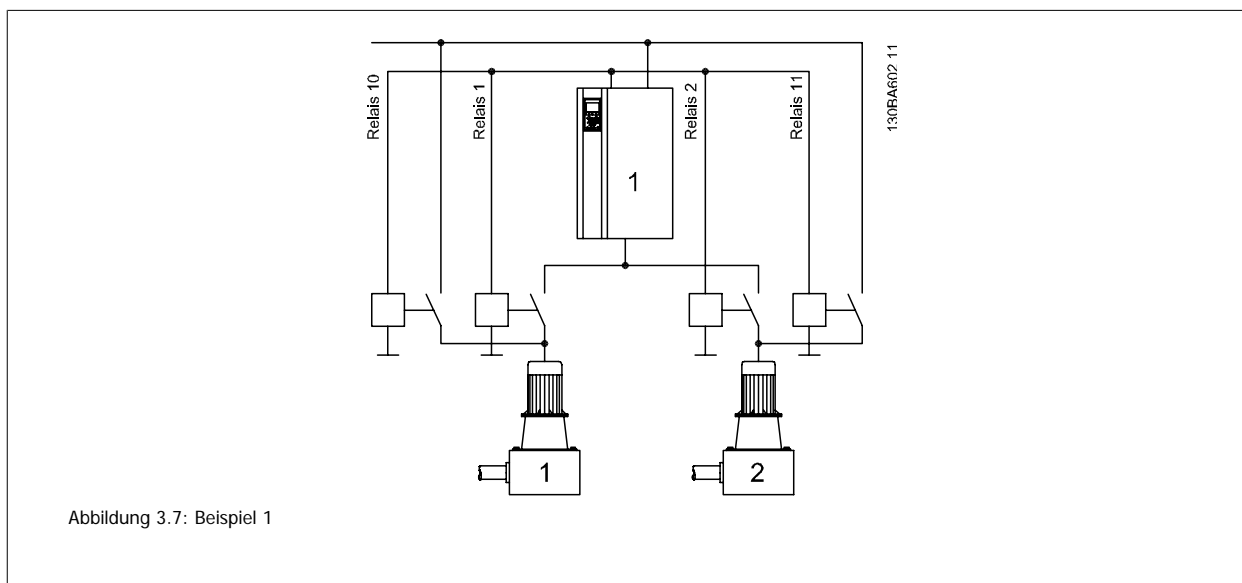 Relais 10
Relais 1
Relais 2
Relais 11
130BA602 11
1
1
2
Abbildung 3.7: Beispiel 1